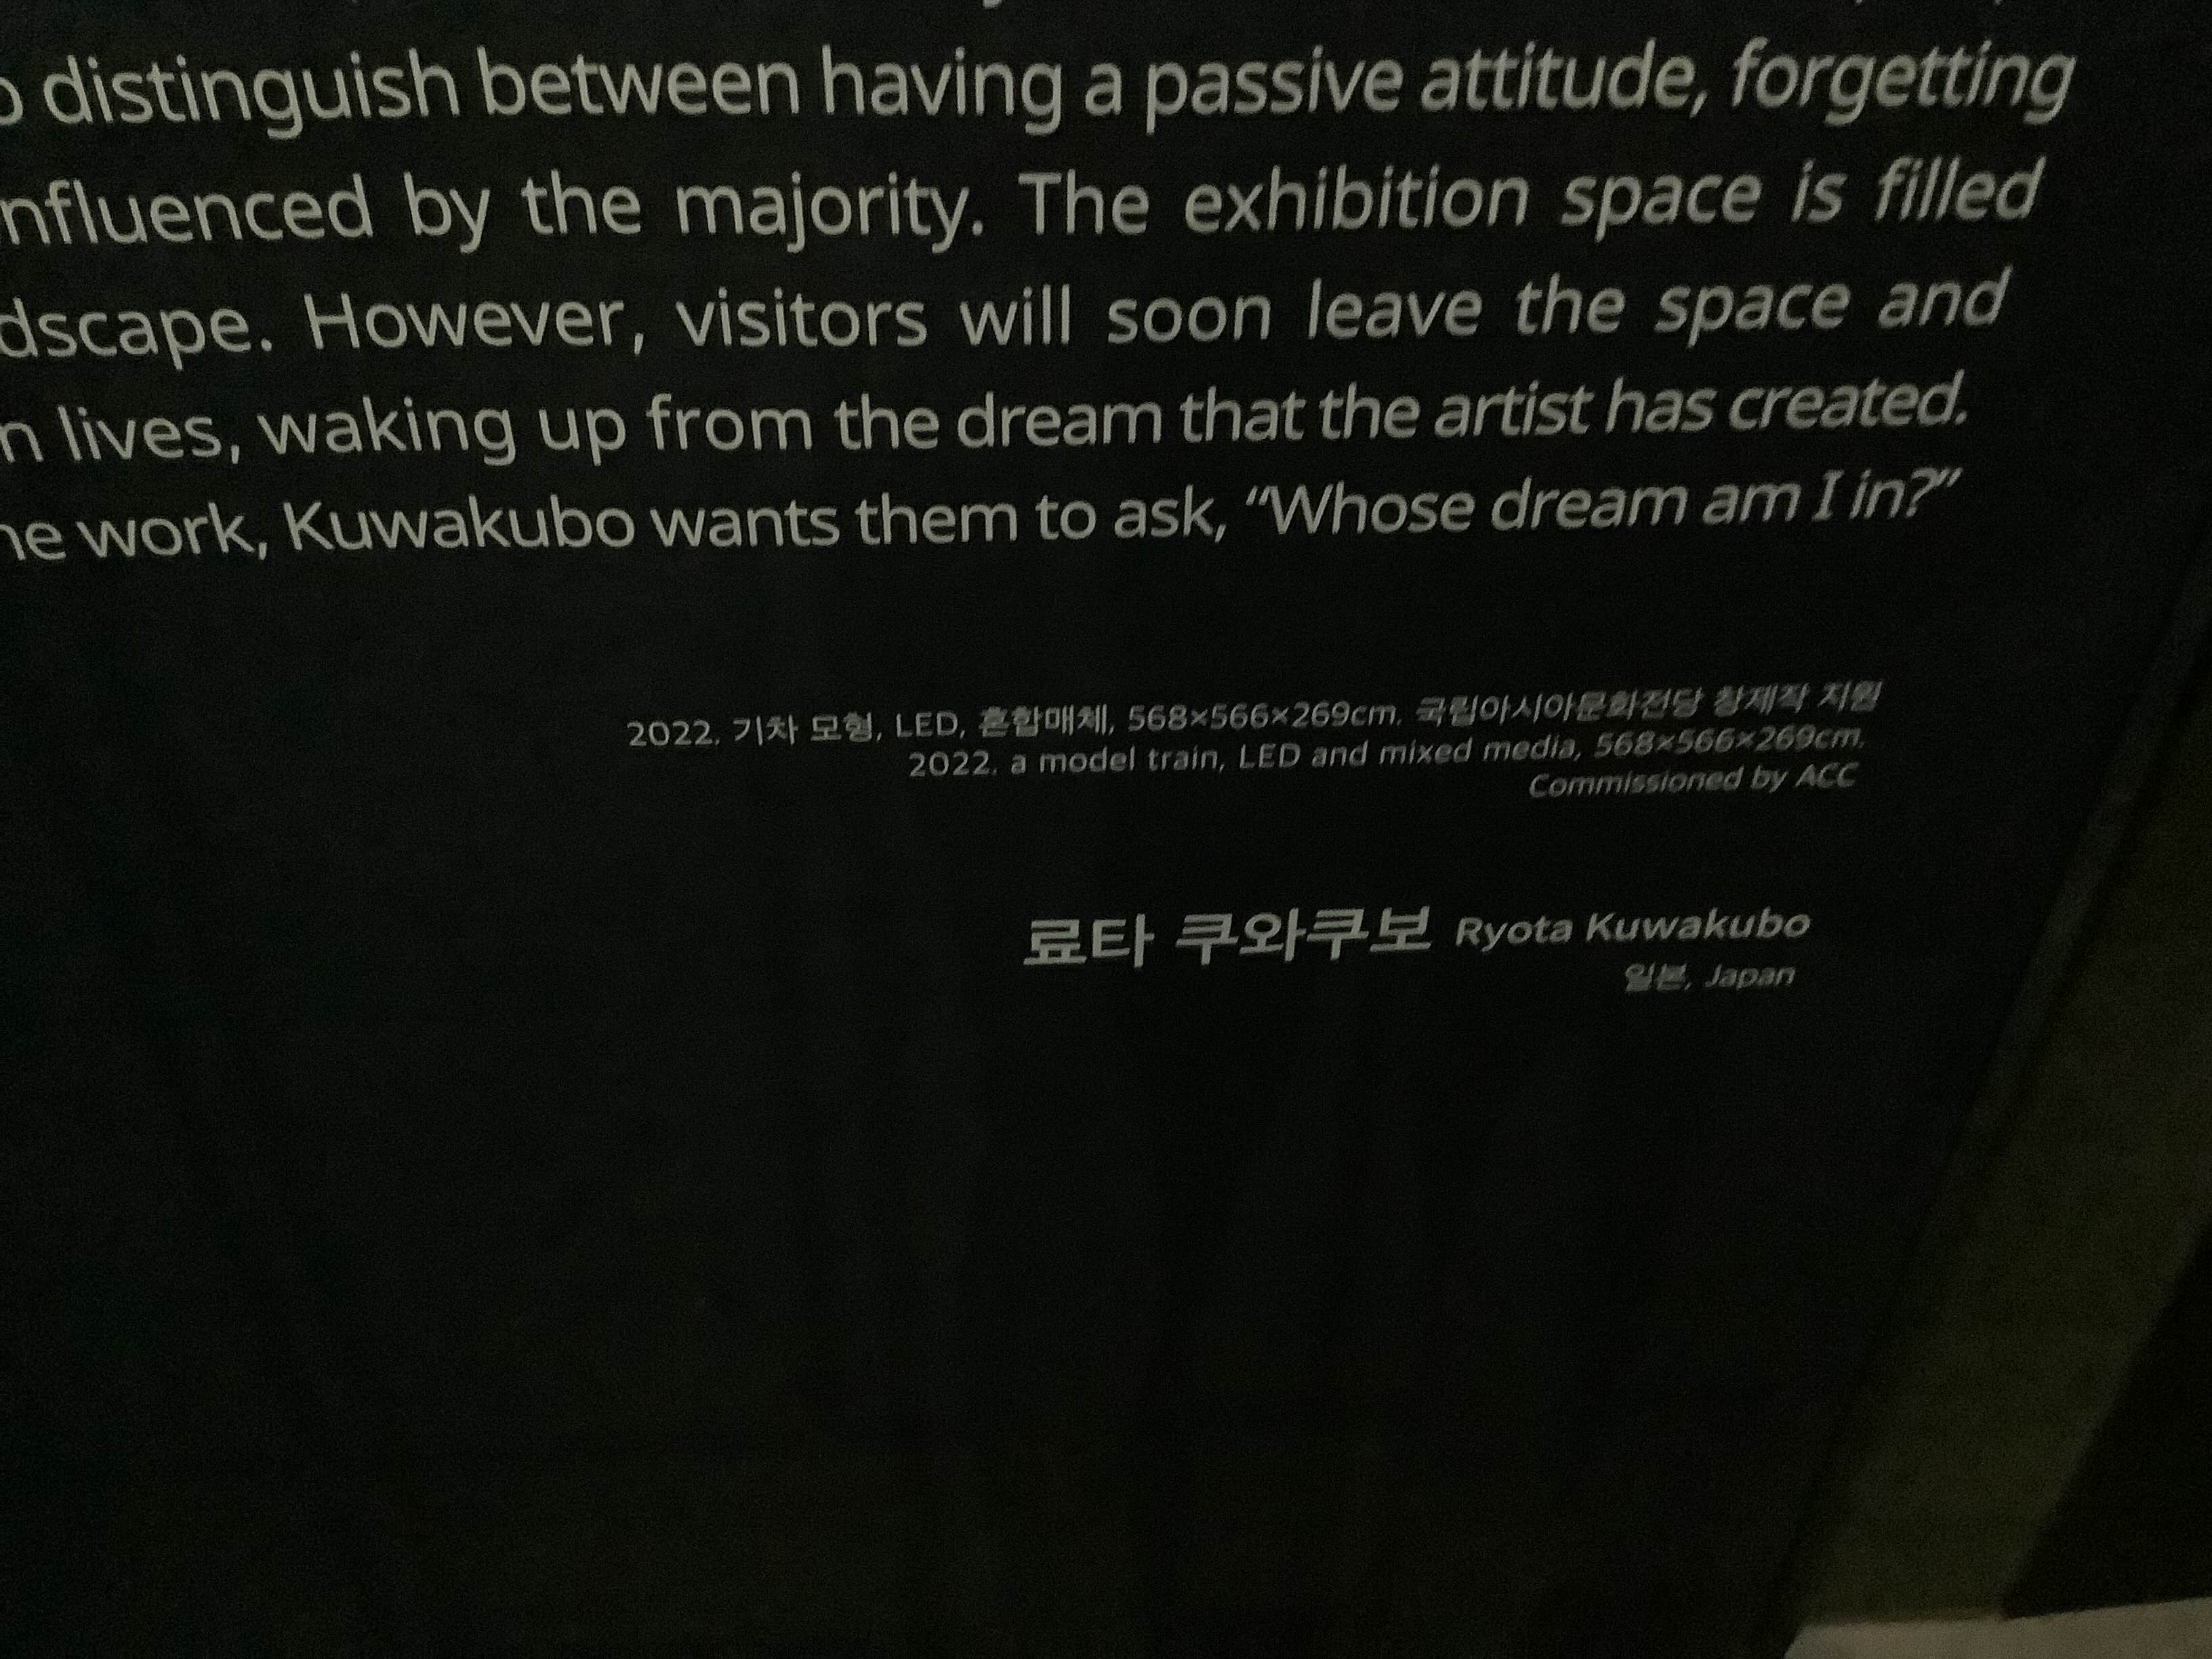 distinguish between having a passive attitude, forgetting
nfluenced by the majority. The exhibition space is filled
dscape. However, visitors will soon leave the space and
n lives, waking up from the dream that the artist has created.
he work, Kuwakubo wants them to ask, “Whose dream am I in?”
2022, 기차 모형, LED, 혼합매체, 568×566×269cm, 국립아시아문화전당 창제작 지원
2022, a model train, LED and mixed media, 568×566×269cm,
Commissioned by ACC
료타 쿠와쿠보 Ryota Kuwakubo
일본, Japan